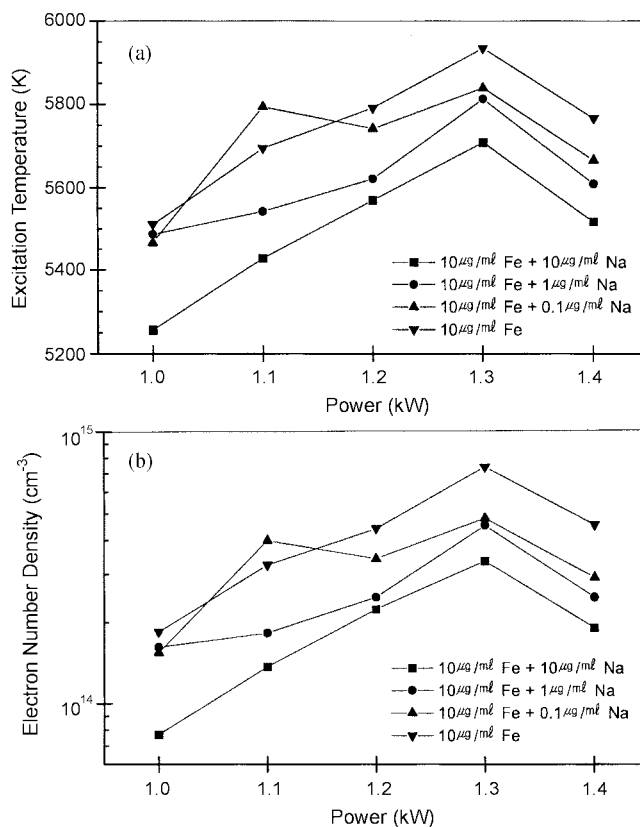 (a)
Excitation Temperature (K)
6000
5800
5600
5400
5200
10㎍/㎖ Fe + 10㎍/㎖ Na
10㎍/㎖ Fe + 1㎍/㎖ Na
10㎍/㎖ Fe + 0.1㎍/㎖ Na
10㎍/㎖ Fe
1.0 1.1 1.2 1.3 1.4
Power (kW)
(b)
Electron Number Density (cm⁻³)
10¹⁵
10¹⁴
10㎍/㎖ Fe + 10㎍/㎖ Na
10㎍/㎖ Fe + 1㎍/㎖ Na
10㎍/㎖ Fe + 0.1㎍/㎖ Na
10㎍/㎖ Fe
1.0 1.1 1.2 1.3 1.4
Power (kW)